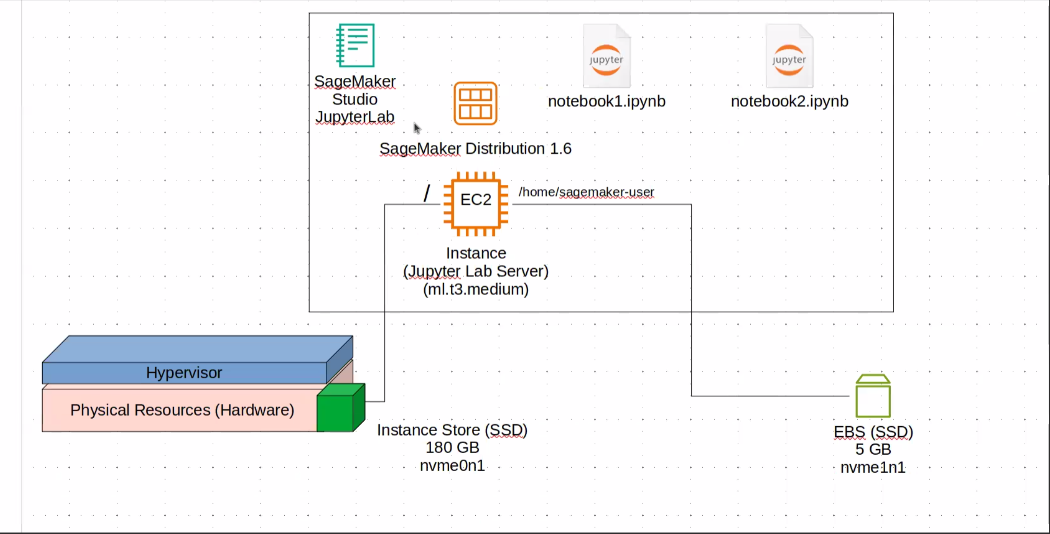 SageMaker
Studio
JupyterLab
jupyter
notebook1.ipynb
jupyter
notebook2.ipynb
SageMaker Distribution 1.6
/
EC2
/home/sagemaker-user
Instance
(Jupyter Lab Server)
(ml.t3.medium)
Hypervisor
Physical Resources (Hardware)
Instance Store (SSD)
180 GB
nvme0n1
EBS (SSD)
5 GB
nvme1n1